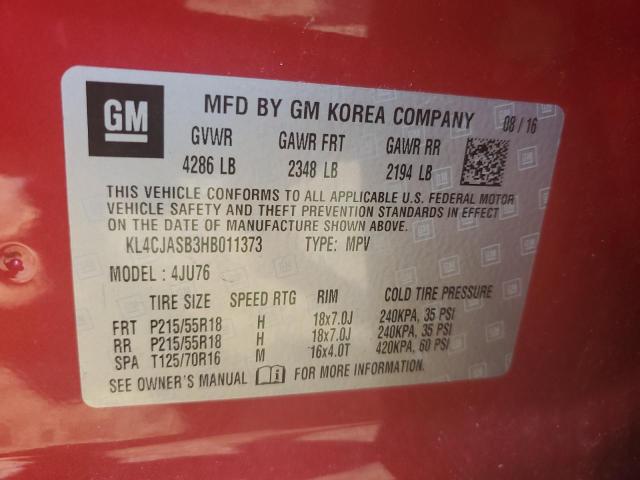 GM MFD BY GM KOREA COMPANY 08 / 16
GVWR GAWR FRT GAWR RR
4286 LB 2348 LB 2194 LB
THIS VEHICLE CONFORMS TO ALL APPLICABLE U.S. FEDERAL MOTOR
VEHICLE SAFETY AND THEFT PREVENTION STANDARDS IN EFFECT
ON THE DATE OF MANUFACTURE SHOWN ABOVE.
KL4CJASB3HB011373 TYPE: MPV
MODEL : 4JU76
TIRE SIZE SPEED RTG RIM COLD TIRE PRESSURE
FRT P215/55R18 H 18x7.0J 240KPA, 35 PSI
RR P215/55R18 H 18x7.0J 240KPA, 35 PSI
SPA T125/70R16 M 16x4.0T 420KPA, 60 PSI
SEE OWNER'S MANUAL FOR MORE INFORMATION.